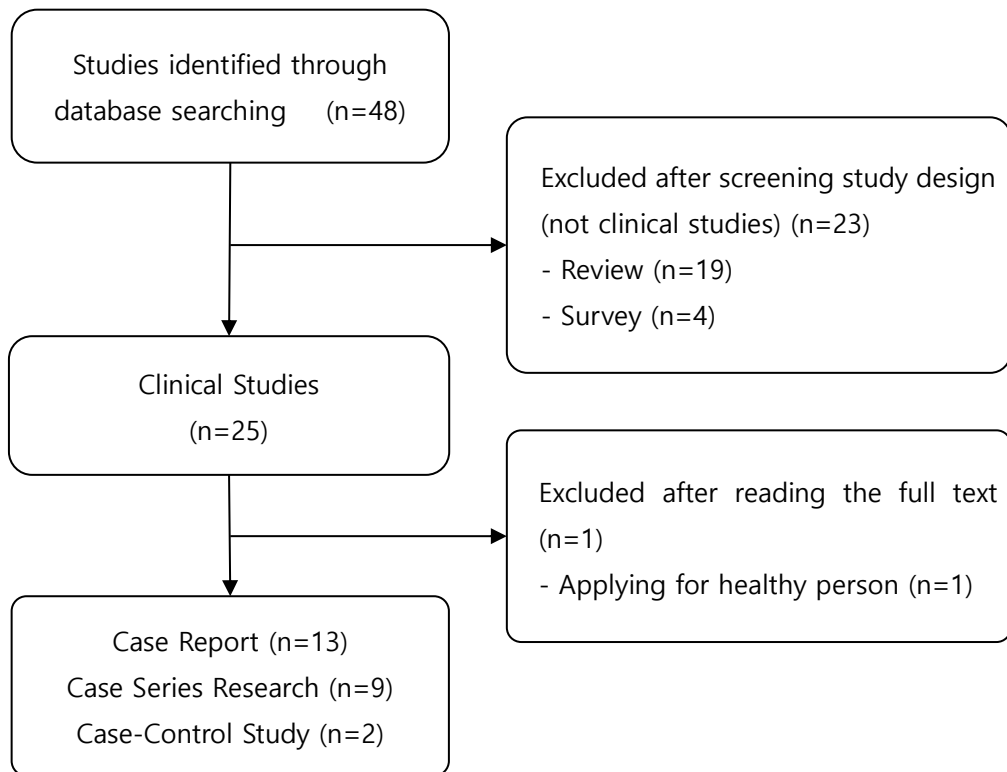 Studies identified through
database searching (n=48)
Excluded after screening study design
(not clinical studies) (n=23)
- Review (n=19)
- Survey (n=4)
Clinical Studies
(n=25)
Excluded after reading the full text
(n=1)
- Applying for healthy person (n=1)
Case Report (n=13)
Case Series Research (n=9)
Case-Control Study (n=2)